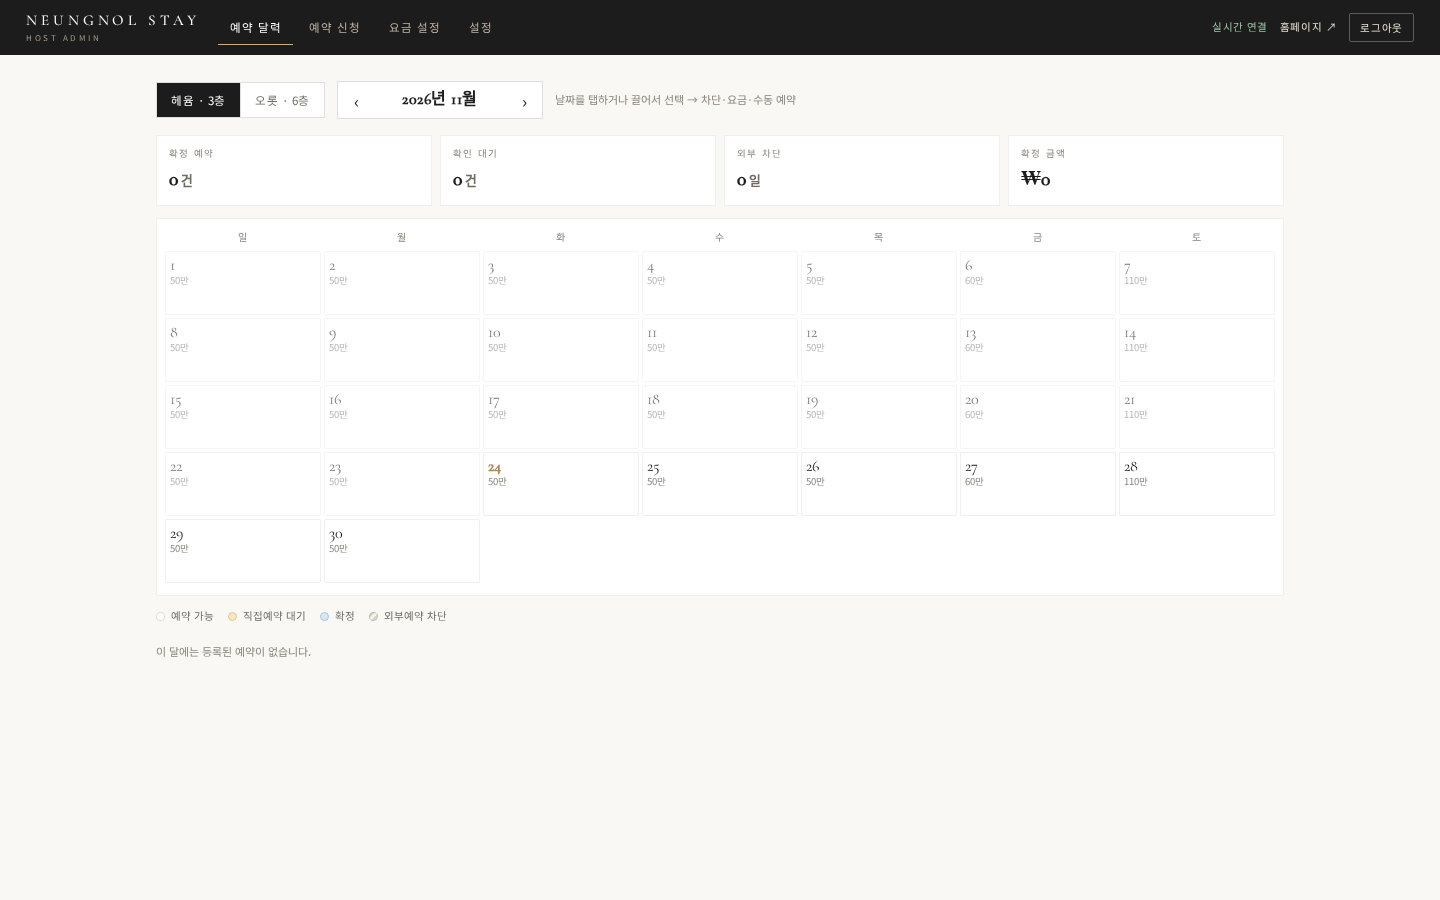 NEUNGNOL STAY
HOST ADMIN
예약 달력 예약 신청 요금 설정 설정
실시간 연결 홈페이지 ↗ 로그아웃
헤윰 · 3층 오롯 · 6층 ‹ 2026년 11월 › 날짜를 탭하거나 끌어서 선택 → 차단·요금·수동 예약
확정 예약 확인 대기 외부 차단 확정 금액
0건 0건 0일 ₩0
일 월 화 수 목 금 토
1 2 3 4 5 6 7
50만 50만 50만 50만 50만 60만 110만
8 9 10 11 12 13 14
50만 50만 50만 50만 50만 60만 110만
15 16 17 18 19 20 21
50만 50만 50만 50만 50만 60만 110만
22 23 24 25 26 27 28
50만 50만 50만 50만 50만 60만 110만
29 30
50만 50만
예약 가능 직접예약 대기 확정 외부예약 차단
이 달에는 등록된 예약이 없습니다.